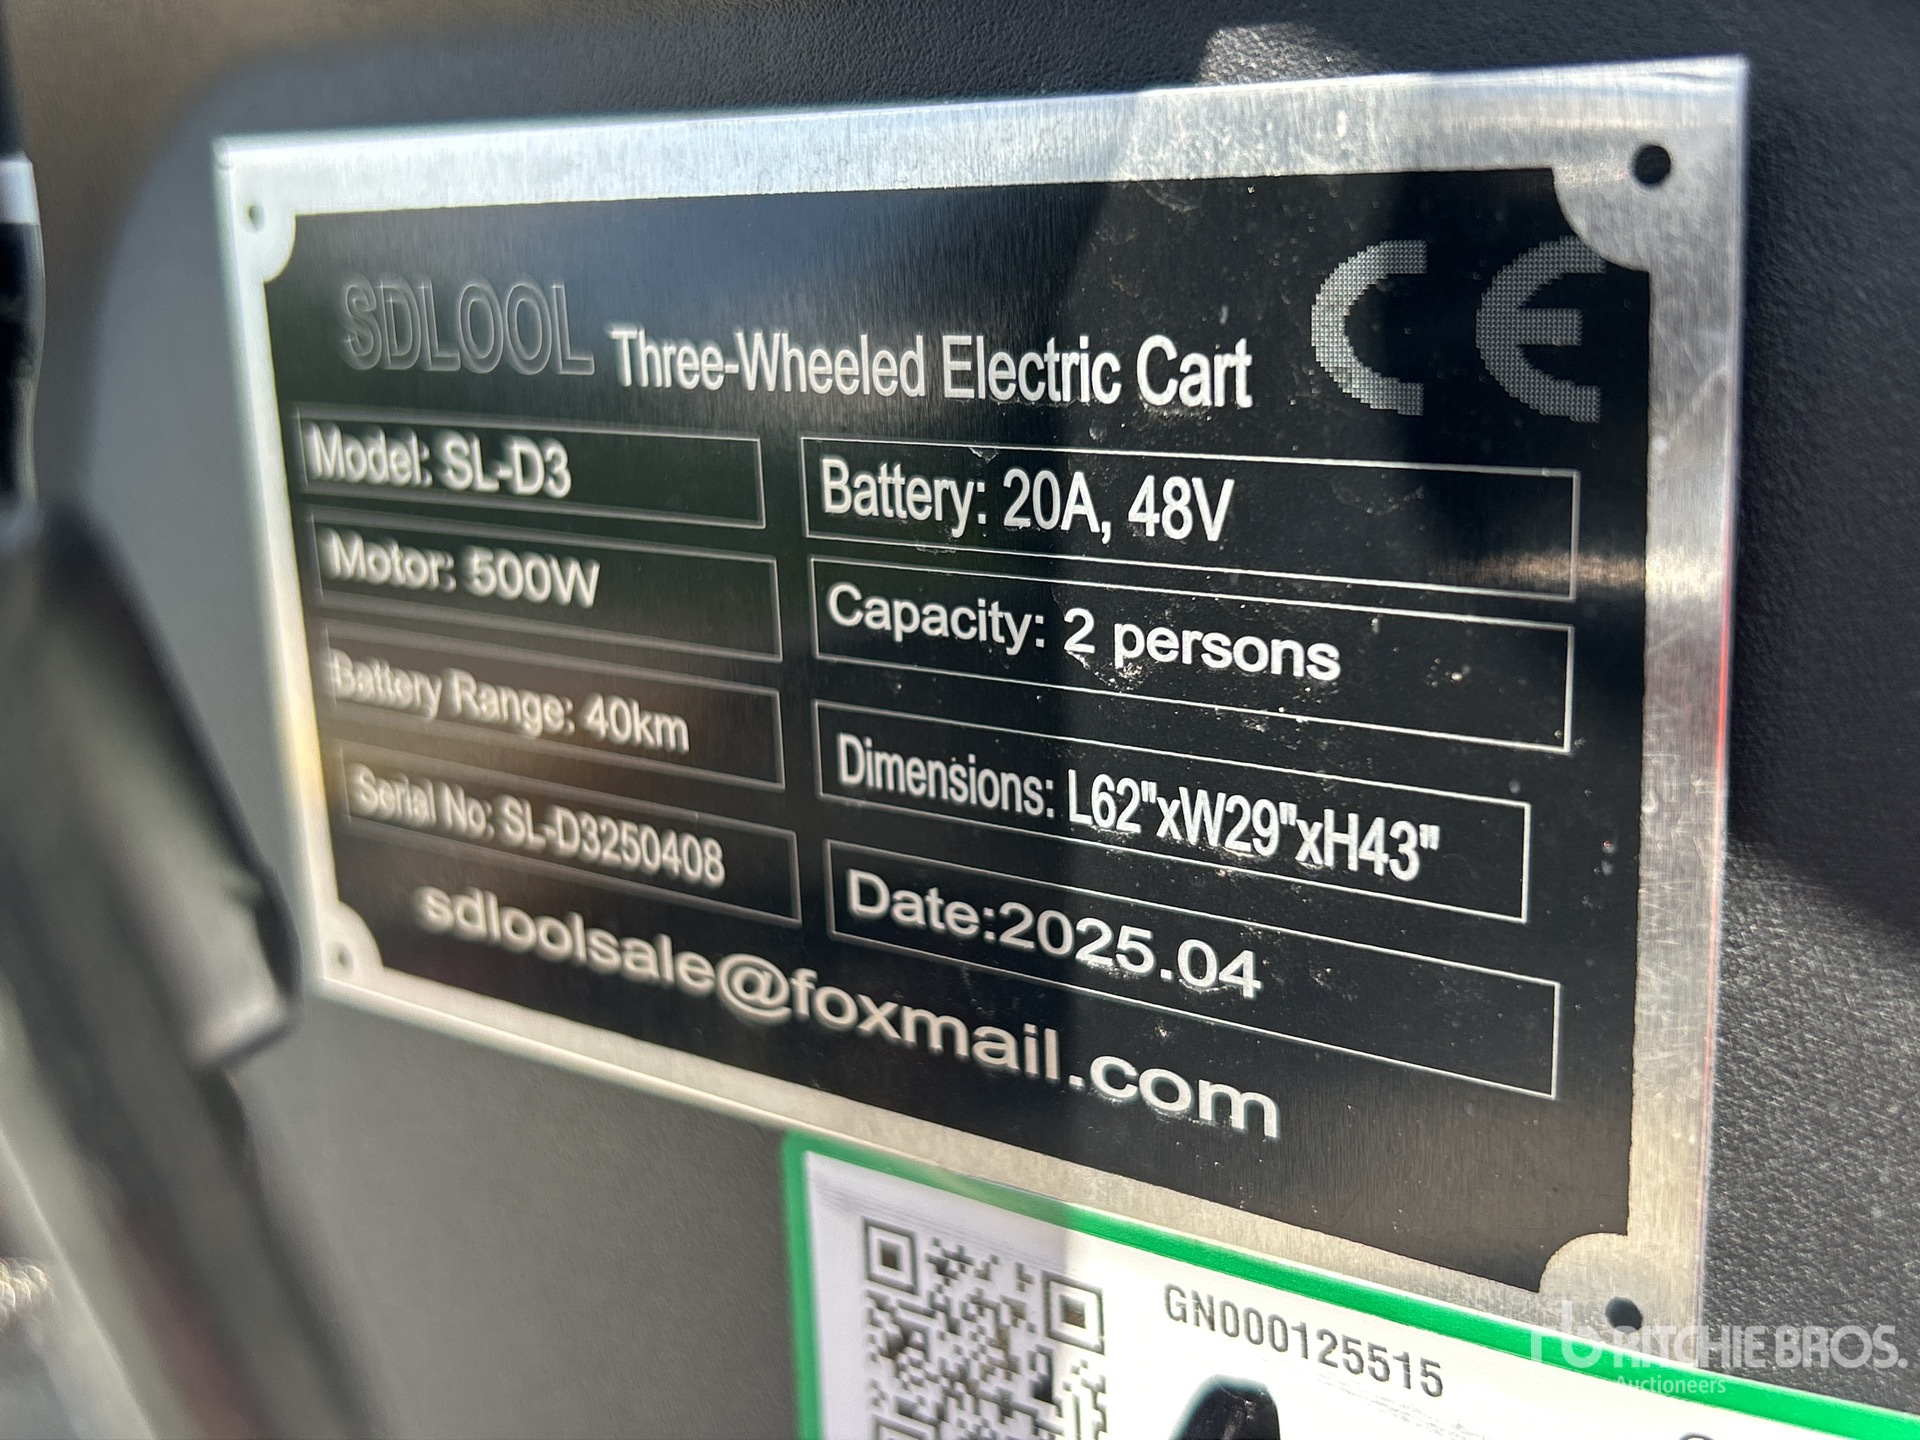 SDLOOL Three-Wheeled Electric Cart CE
Model: SL-D3
Battery: 20A, 48V
Motor: 500W
Capacity: 2 persons
Battery Range: 40km
Dimensions: L62"xW29"xH43"
Serial No: SL-D3250408
Date:2025.04
sdloolsale@foxmail.com
GN000125515
RITCHIE BROS.
Auctioneers